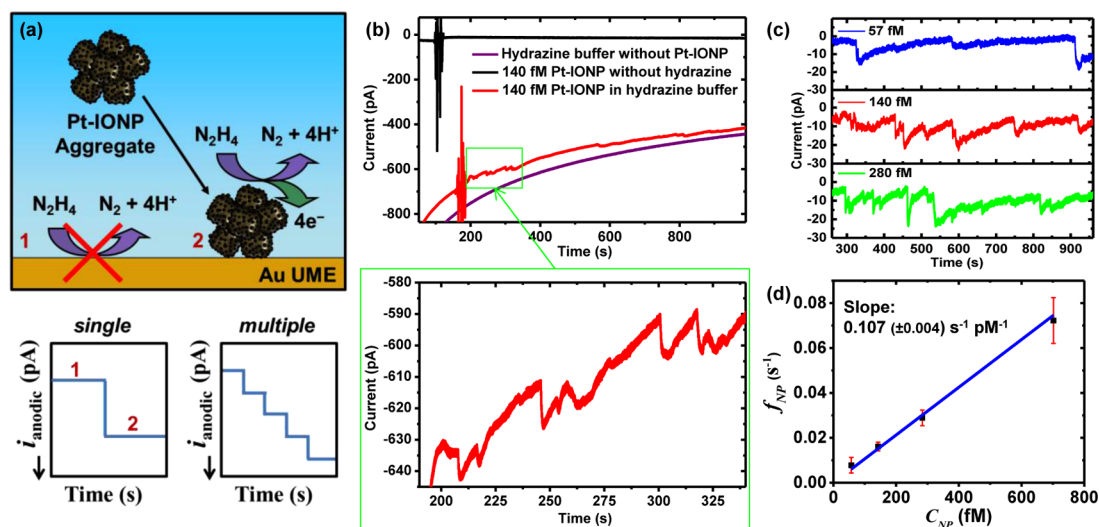 (a)
Pt-IONP
Aggregate
N₂H₄ N₂ + 4H⁺
N₂H₄ N₂ + 4H⁺
4e⁻
1
2
Au UME
single
multiple
1
2
i anodic (pA)
i anodic (pA)
Time (s)
Time (s)
(b)
0
-200
-400
-600
-800
Current (pA)
Hydrazine buffer without Pt-IONP
140 fM Pt-IONP without hydrazine
140 fM Pt-IONP in hydrazine buffer
200 400 600 800
Time (s)
-580
-590
-600
-610
-620
-630
-640
Current (pA)
200 225 250 275 300 325
Time (s)
(c)
57 fM
0
-10
-20
140 fM
0
-10
-20
280 fM
0
-10
-20
-30
Current (pA)
300 400 500 600 700 800 900
Time (s)
(d)
Slope:
0.107 (±0.004) s⁻¹ pM⁻¹
0.08
0.06
0.04
0.02
0.00
f NP (s⁻¹)
0 200 400 600 800
C NP (fM)